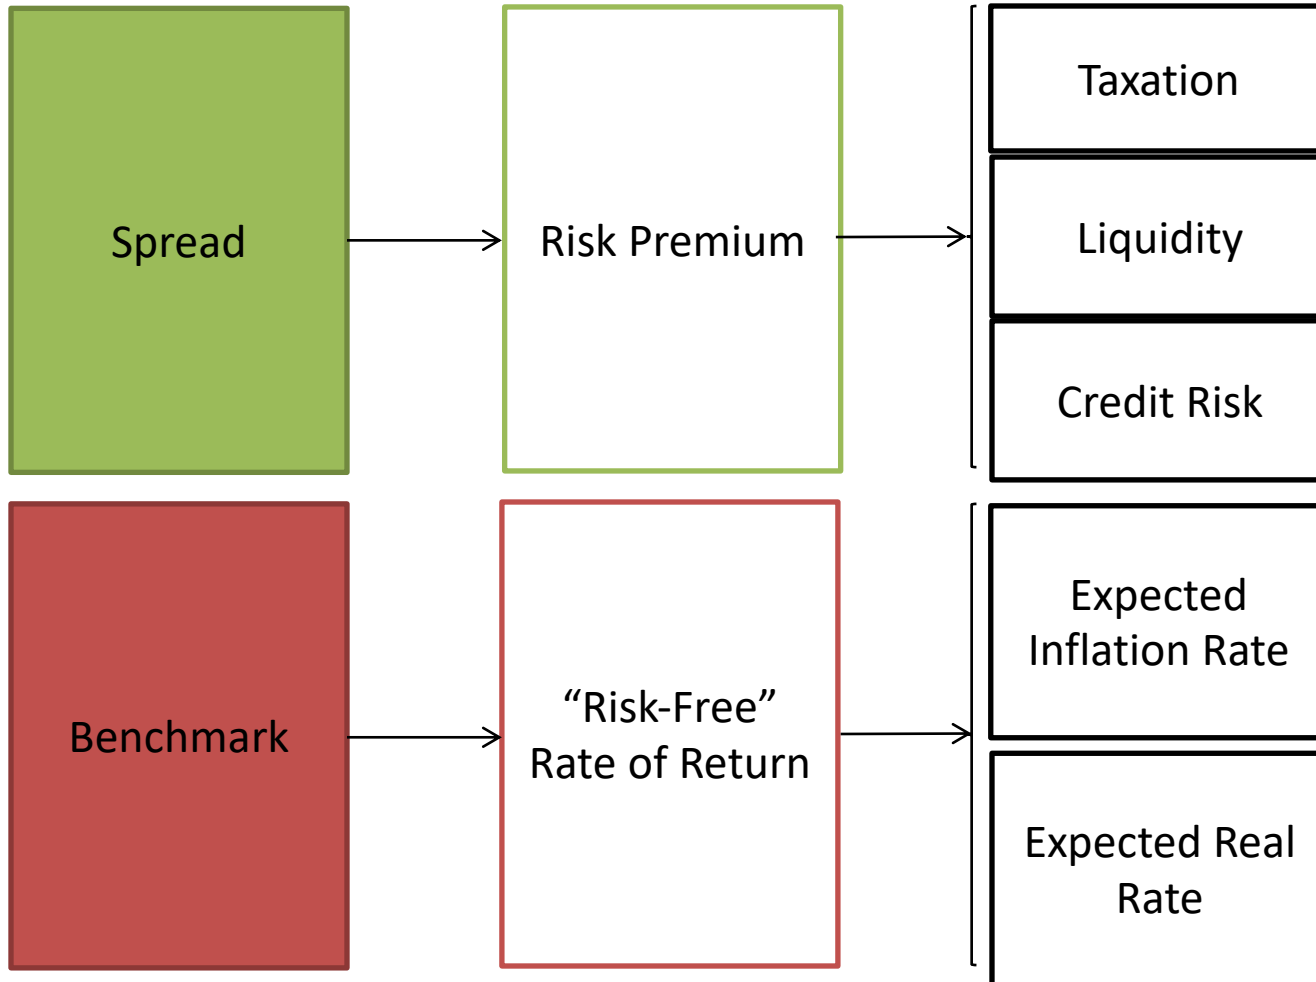 Spread
Risk Premium
Taxation
Liquidity
Credit Risk
Benchmark
“Risk-Free”
Rate of Return
Expected
Inflation Rate
Expected Real
Rate